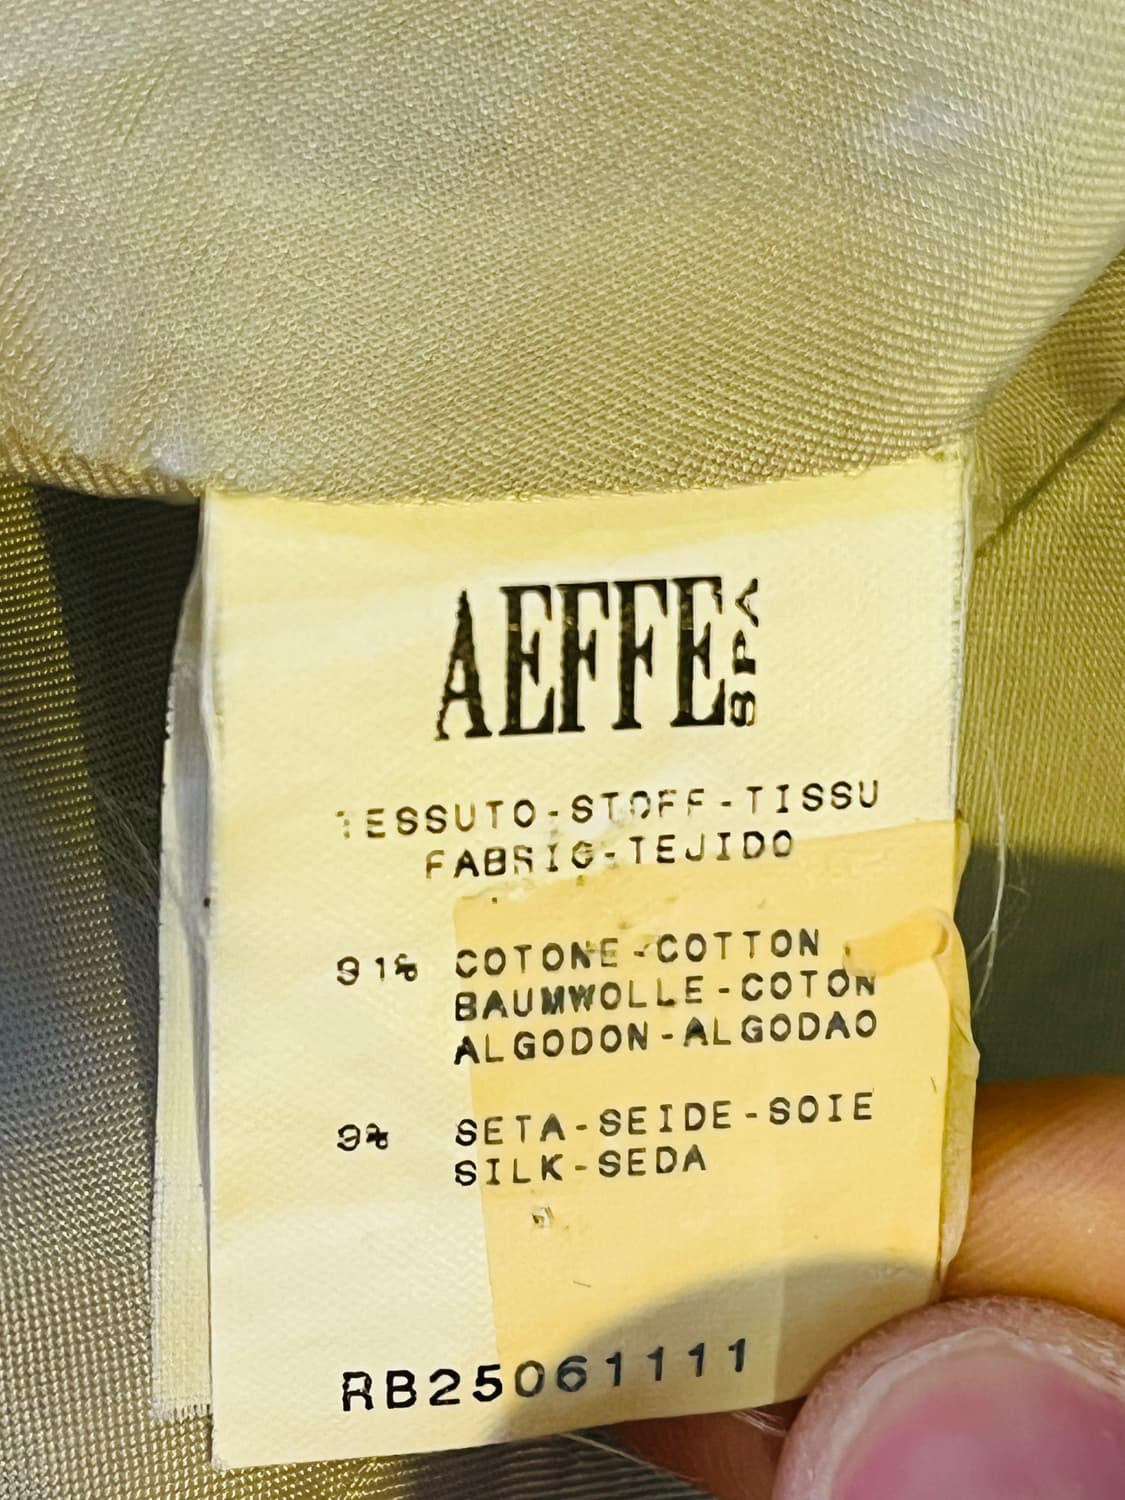 AEFFE SPA
TESSUTO-STOFF-TISSU
FABRIC-TEJIDO
91% COTONE-COTTON
BAUMWOLLE-COTON
ALGODON-ALGODAO
9% SETA-SEIDE-SOIE
SILK-SEDA
RB25061111